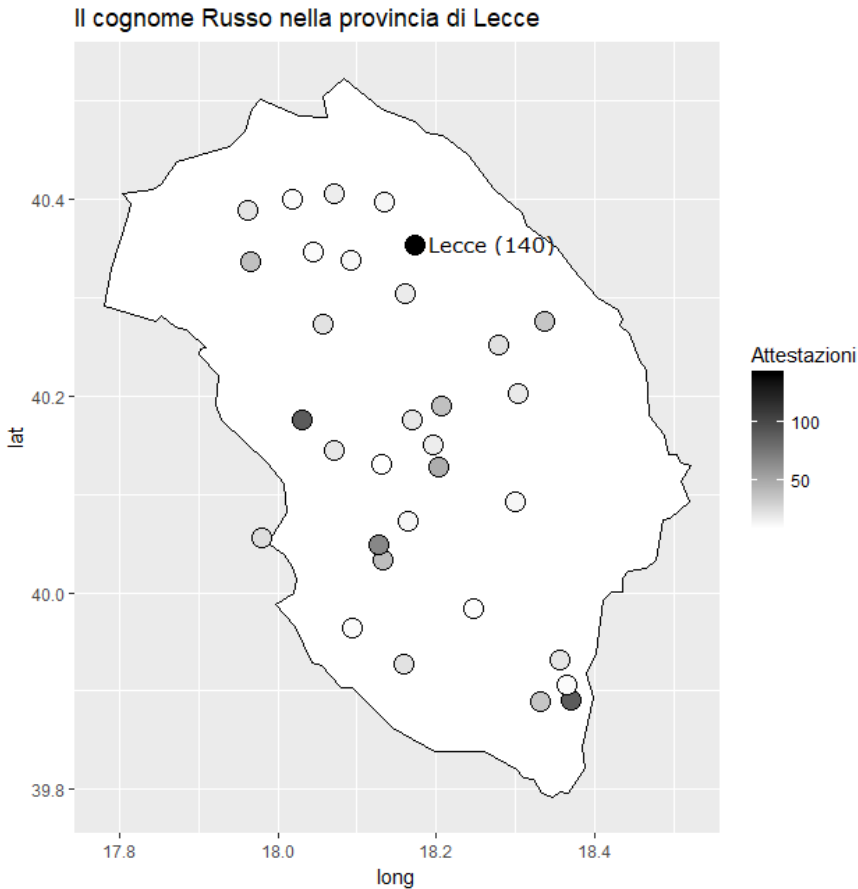 Il cognome Russo nella provincia di Lecce
40.4
Lecce (140)
40.2
40.0
39.8
lat
17.8
18.0
18.2
18.4
long
Attestazioni
100
50